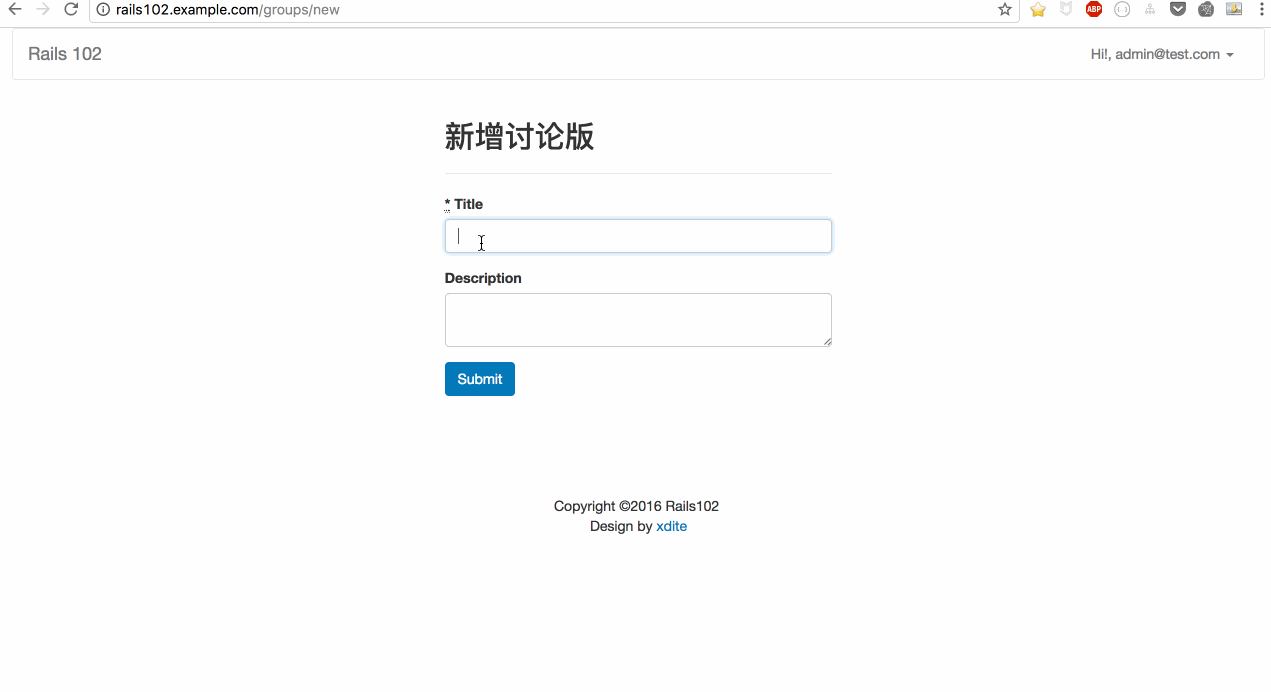 rails102.example.com/groups/new
ABP
Rails 102
Hi!, admin@test.com
新增讨论版
* Title
Description
Submit
Copyright ©2016 Rails102
Design by xdite